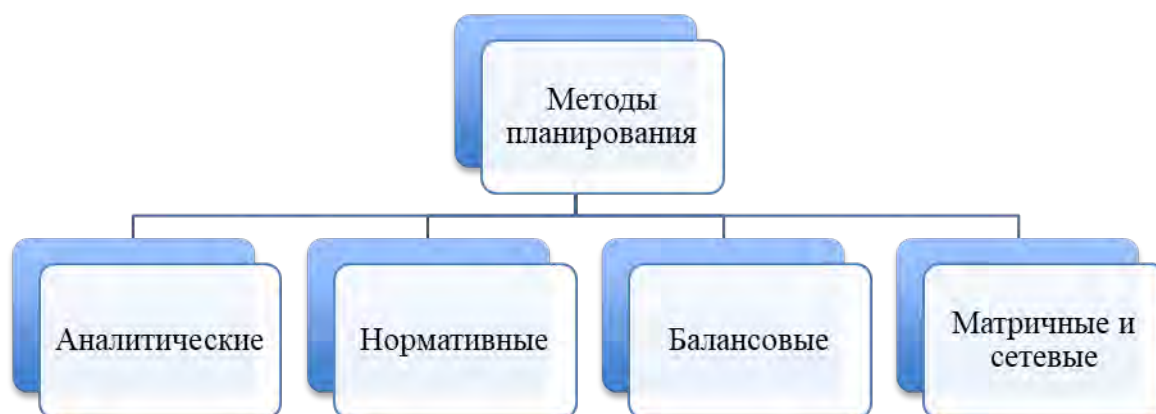 Методы
планирования
Аналитические
Нормативные
Балансовые
Матричные и
сетевые